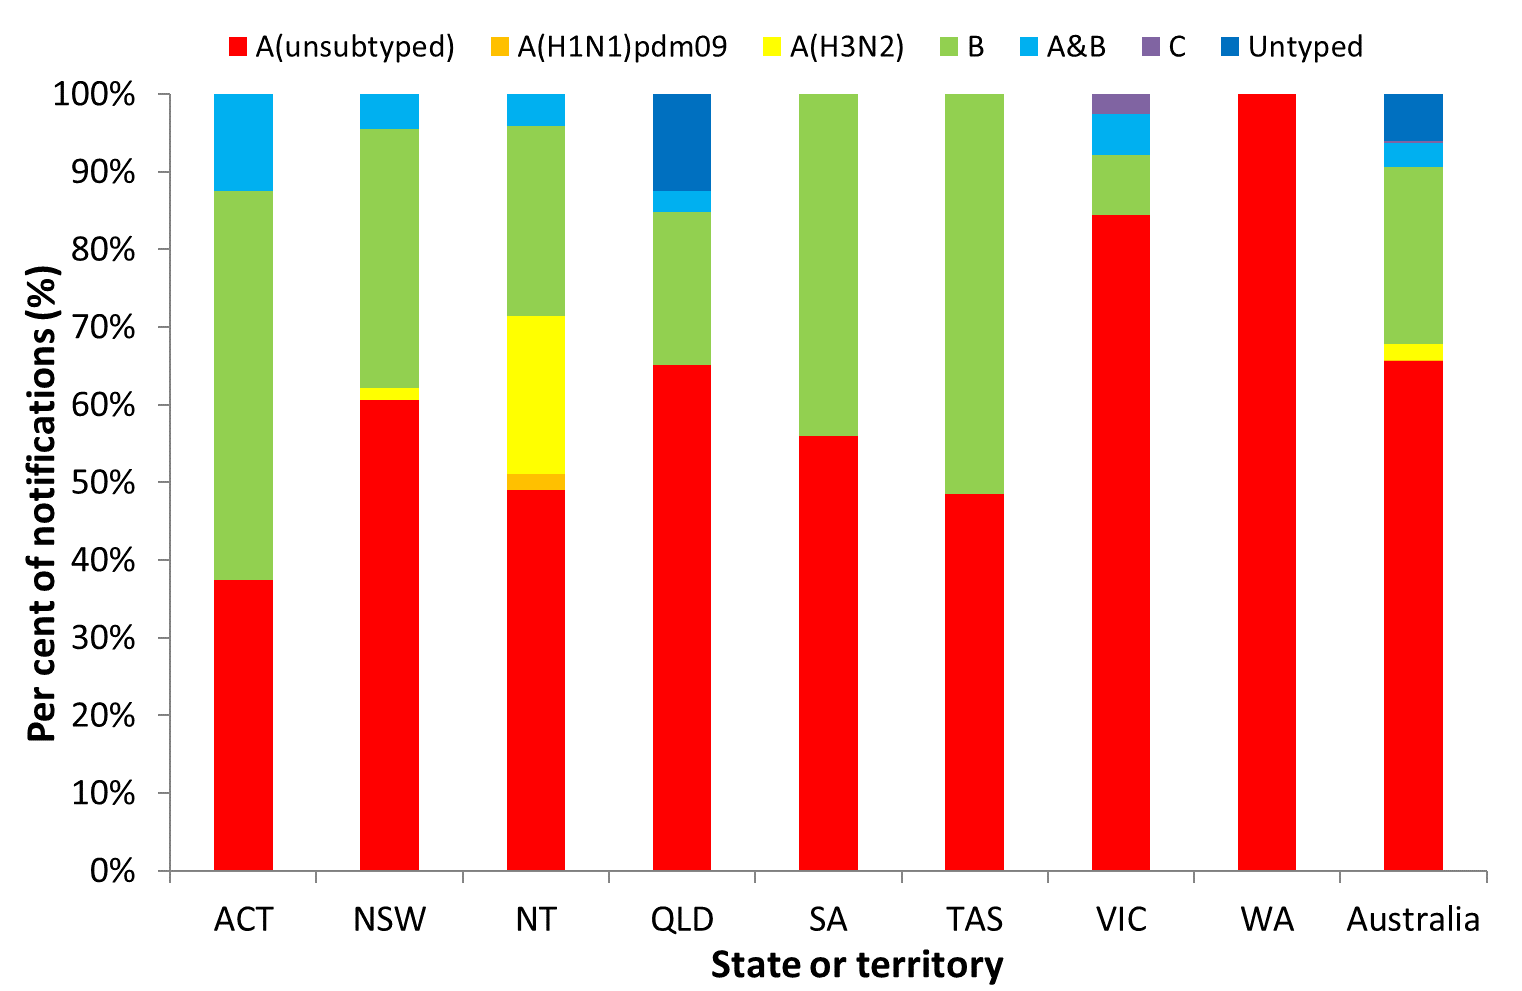 A(unsubtyped) A(H1N1)pdm09 A(H3N2) B A&B C Untyped
Per cent of notifications (%)
100%
90%
80%
70%
60%
50%
40%
30%
20%
10%
0%
ACT NSW NT QLD SA TAS VIC WA Australia
State or territory